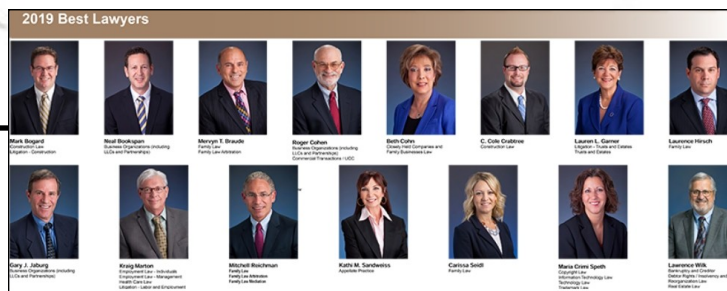 2019 Best Lawyers
Mark Bogard
Construction Law
Litigation - Construction
Neal Bookspan
Business Organizations (including
LLCs and Partnerships)
Mervyn T. Braude
Family Law
Family Law Arbitration
Roger Cohen
Business Organizations (including
LLCs and Partnerships)
Commercial Transactions / UCC
Beth Cohn
Closely Held Companies and
Family Businesses Law
C. Cole Crabtree
Construction Law
Lauren L. Garner
Litigation - Trusts and Estates
Trusts and Estates
Laurence Hirsch
Family Law
Gary J. Jaburg
Business Organizations (including
LLCs and Partnerships)
Kraig Marton
Employment Law - Individuals
Employment Law - Management
Health Care Law
Litigation - Labor and Employment
Mitchell Reichman
Family Law
Family Law Arbitration
Family Law Mediation
Kathi M. Sandweiss
Appellate Practice
Carissa Seidl
Family Law
Maria Crimi Speth
Copyright Law
Information Technology Law
Technology Law
Trademark Law
Lawrence Wilk
Bankruptcy and Creditor
Debtor Rights / Insolvency and
Reorganization Law
Real Estate Law